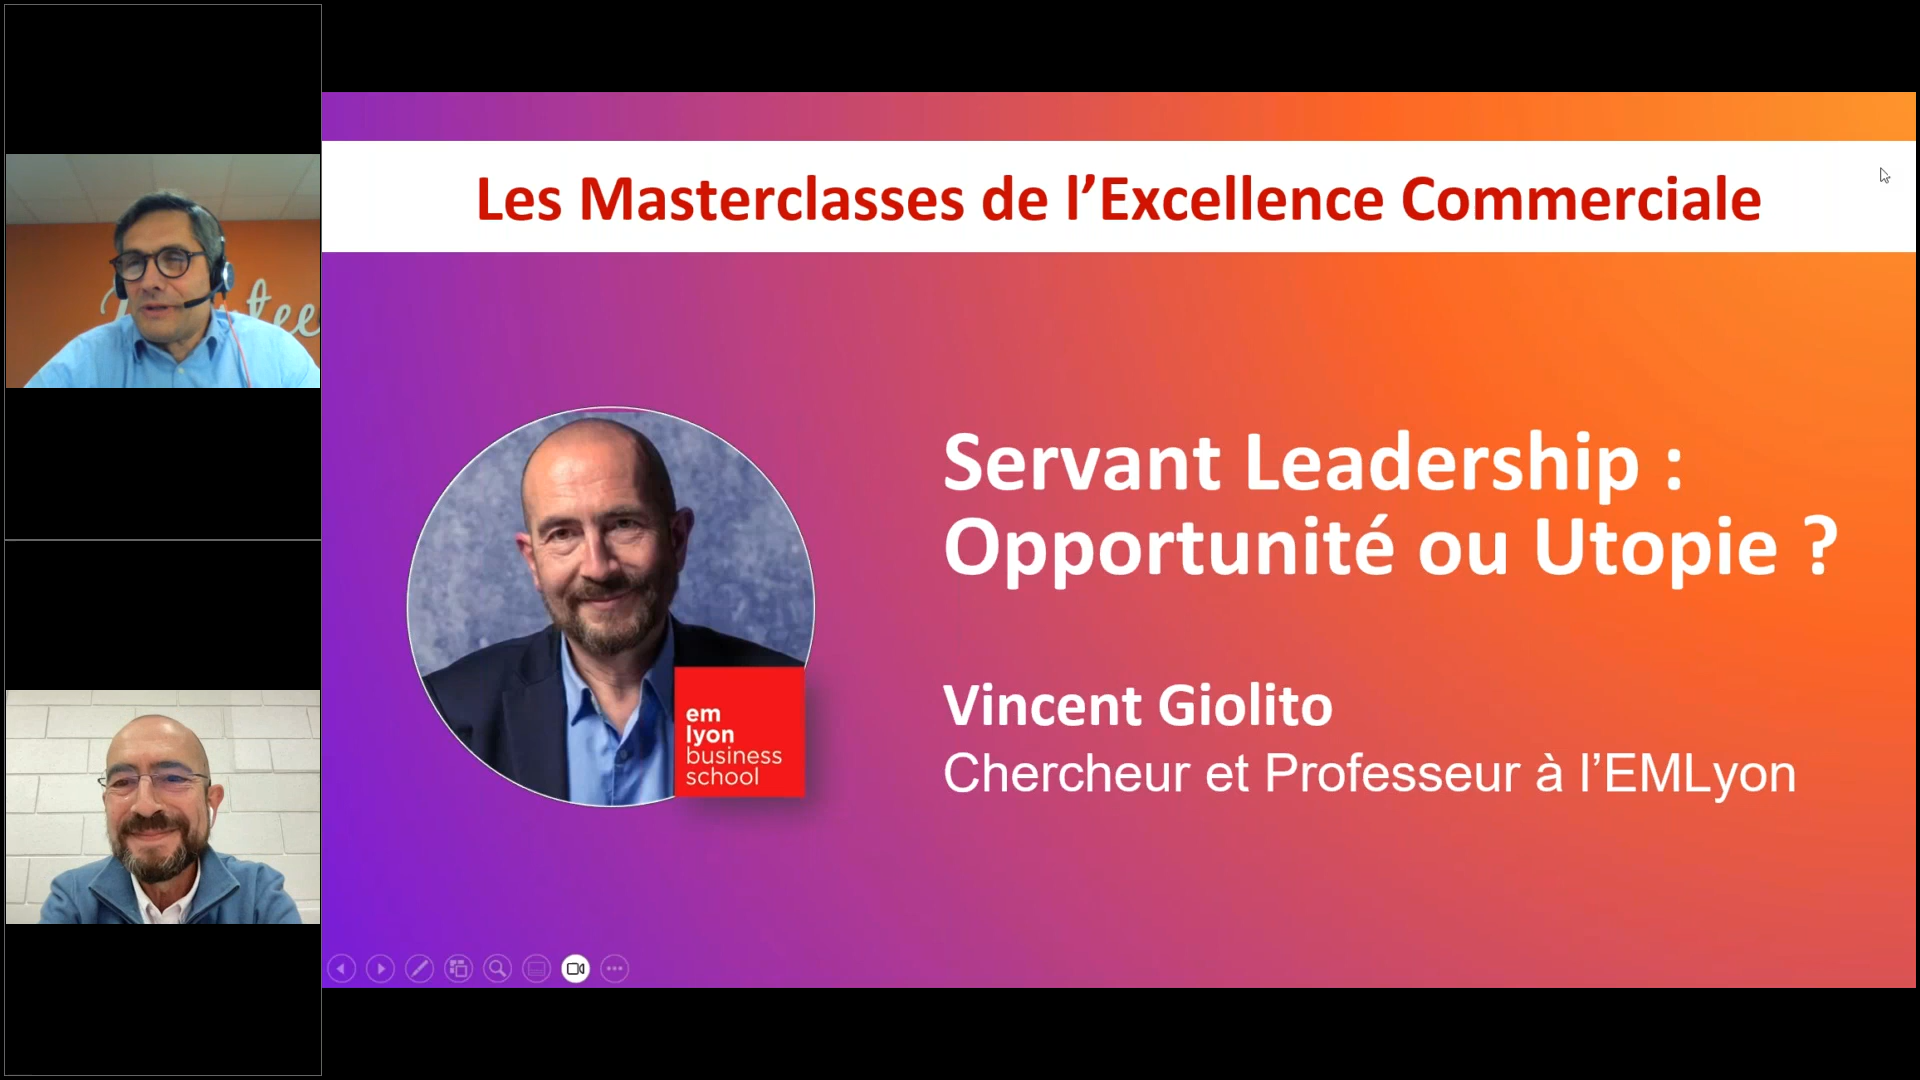 Les Masterclasses de l’Excellence Commerciale
Servant Leadership :
Opportunité ou Utopie ?
Vincent Giolito
Chercheur et Professeur à l’EMLyon
em
lyon
business
school